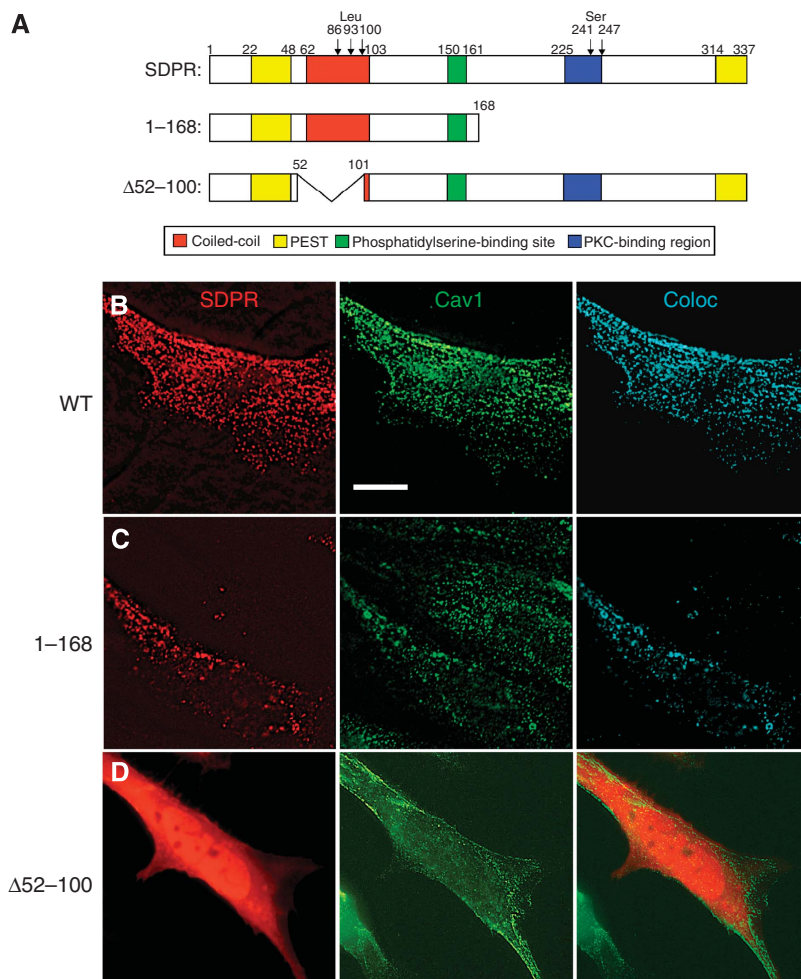 A
Leu
Ser
86 93 100
241 247
1 22 48 62 103 150 161 225 314 337
SDPR:
168
1–168:
52 101
Δ52–100:
Coiled-coil PEST Phosphatidylserine-binding site PKC-binding region
B SDPR Cav1 Coloc
WT
C
1–168
D
Δ52–100